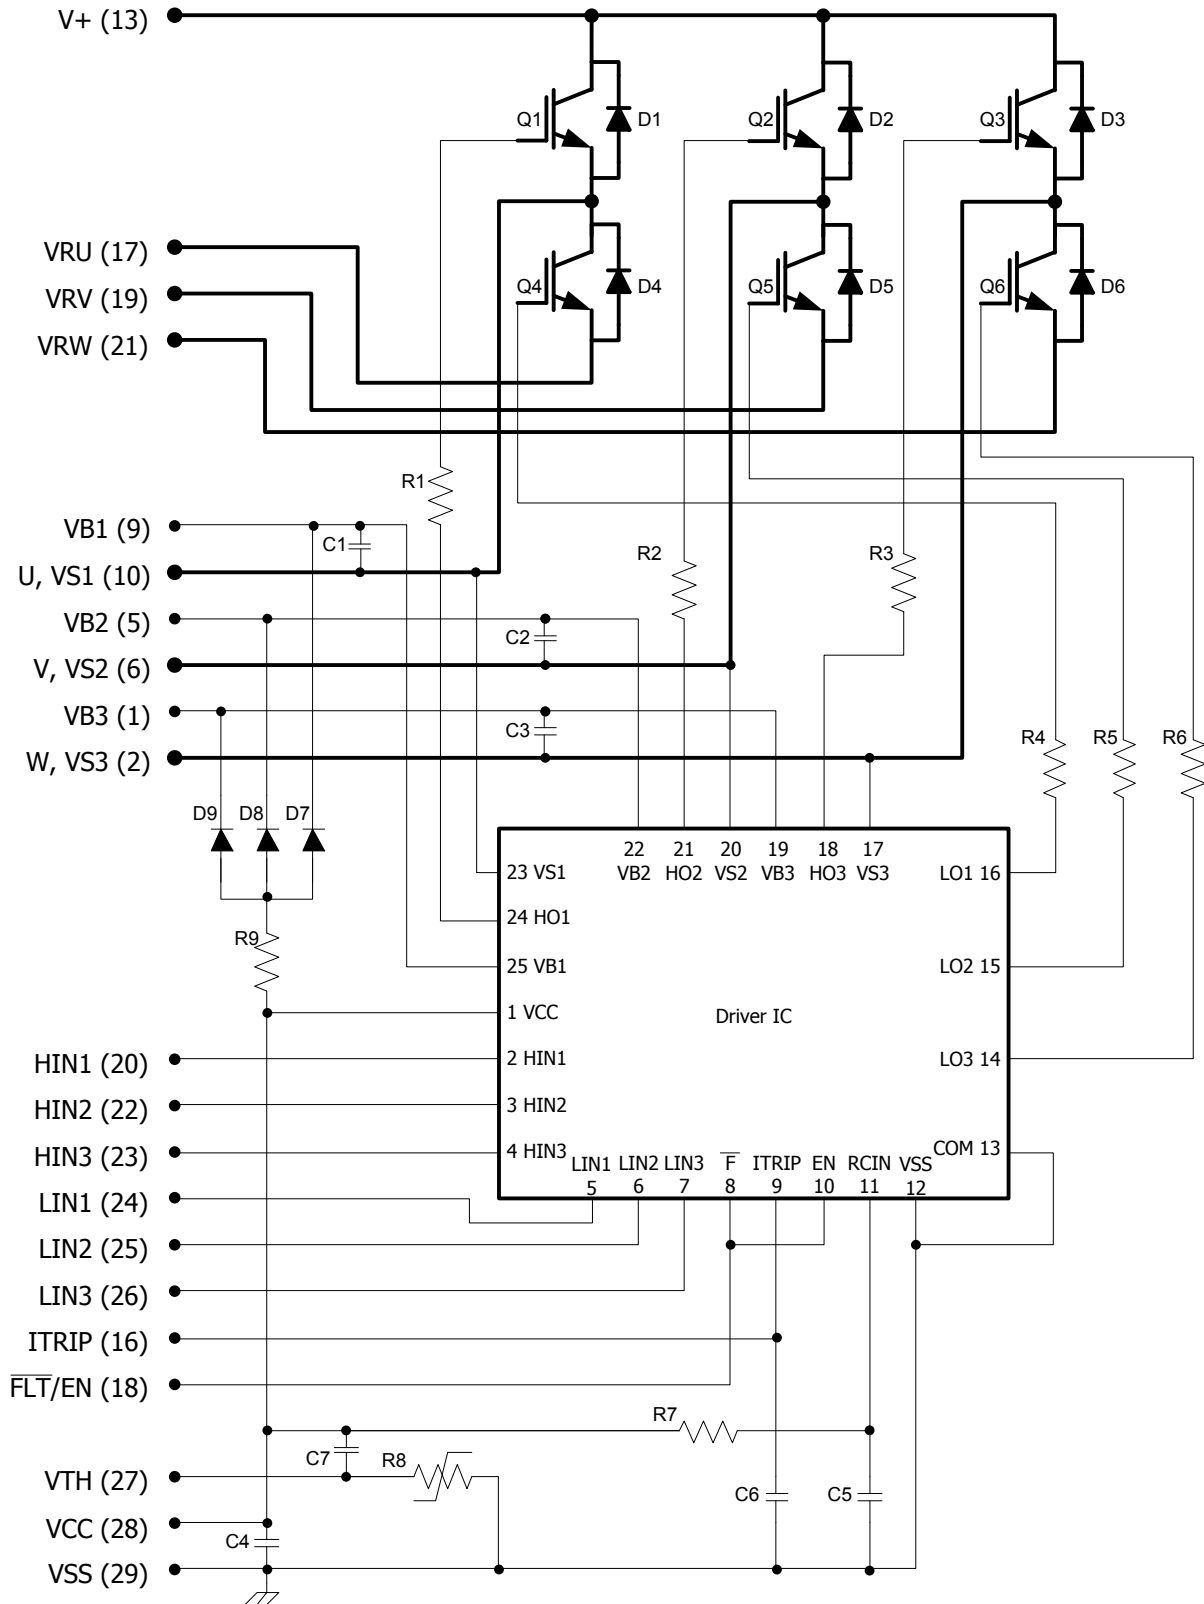 V+ (13)
Q1
D1
Q2
D2
Q3
D3
VRU (17)
VRV (19)
VRW (21)
Q4
D4
Q5
D5
Q6
D6
R1
VB1 (9)
C1
U, VS1 (10)
R2
R3
VB2 (5)
C2
V, VS2 (6)
VB3 (1)
C3
W, VS3 (2)
R4
R5
R6
D9
D8
D7
22 21 20 19 18 17
VB2 HO2 VS2 VB3 HO3 VS3
23 VS1
LO1 16
24 HO1
R9
25 VB1
LO2 15
1 VCC
Driver IC
HIN1 (20)
2 HIN1
LO3 14
HIN2 (22)
3 HIN2
HIN3 (23)
4 HIN3
COM 13
LIN1 LIN2 LIN3 F̅ ITRIP EN RCIN VSS
5 6 7 8 9 10 11 12
LIN1 (24)
LIN2 (25)
LIN3 (26)
ITRIP (16)
F̅L̅T̅/EN (18)
R7
C7
R8
VTH (27)
C6
C5
VCC (28)
C4
VSS (29)